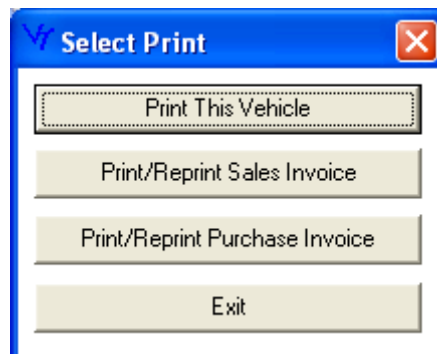 Select Print
Print This Vehicle
Print/Reprint Sales Invoice
Print/Reprint Purchase Invoice
Exit